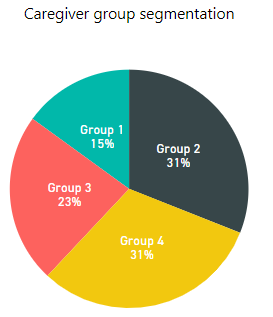 Caregiver group segmentation
Group 1
15%
Group 2
31%
Group 3
23%
Group 4
31%